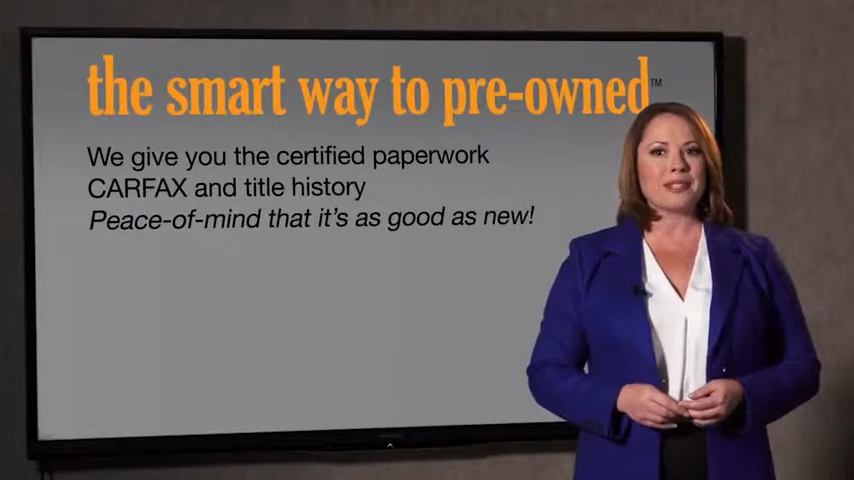 the smart way to pre-owned™
We give you the certified paperwork
CARFAX and title history
Peace-of-mind that it's as good as new!